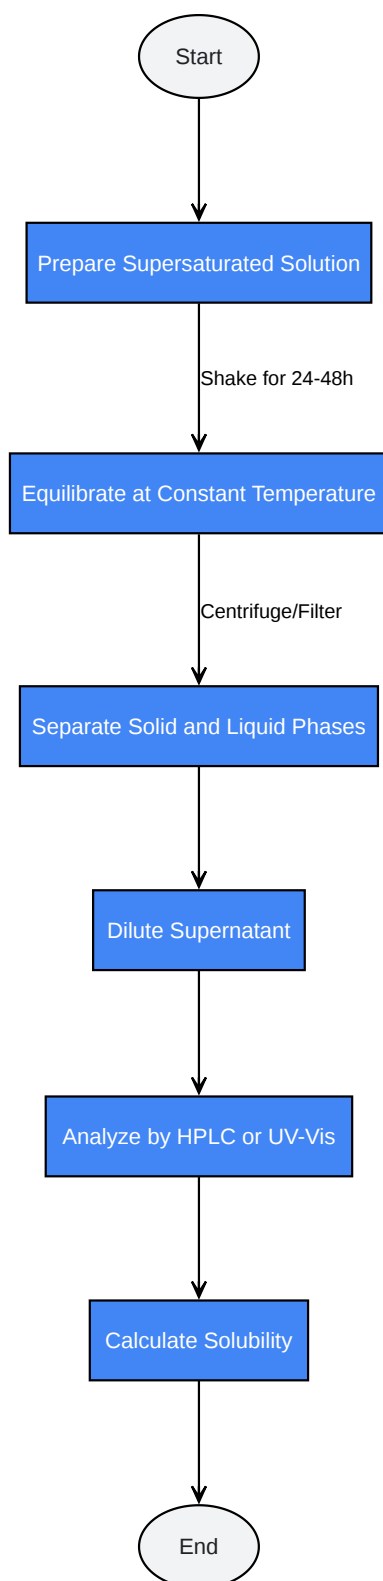 Start
Prepare Supersaturated Solution
Shake for 24-48h
Equilibrate at Constant Temperature
Centrifuge/Filter
Separate Solid and Liquid Phases
Dilute Supernatant
Analyze by HPLC or UV-Vis
Calculate Solubility
End